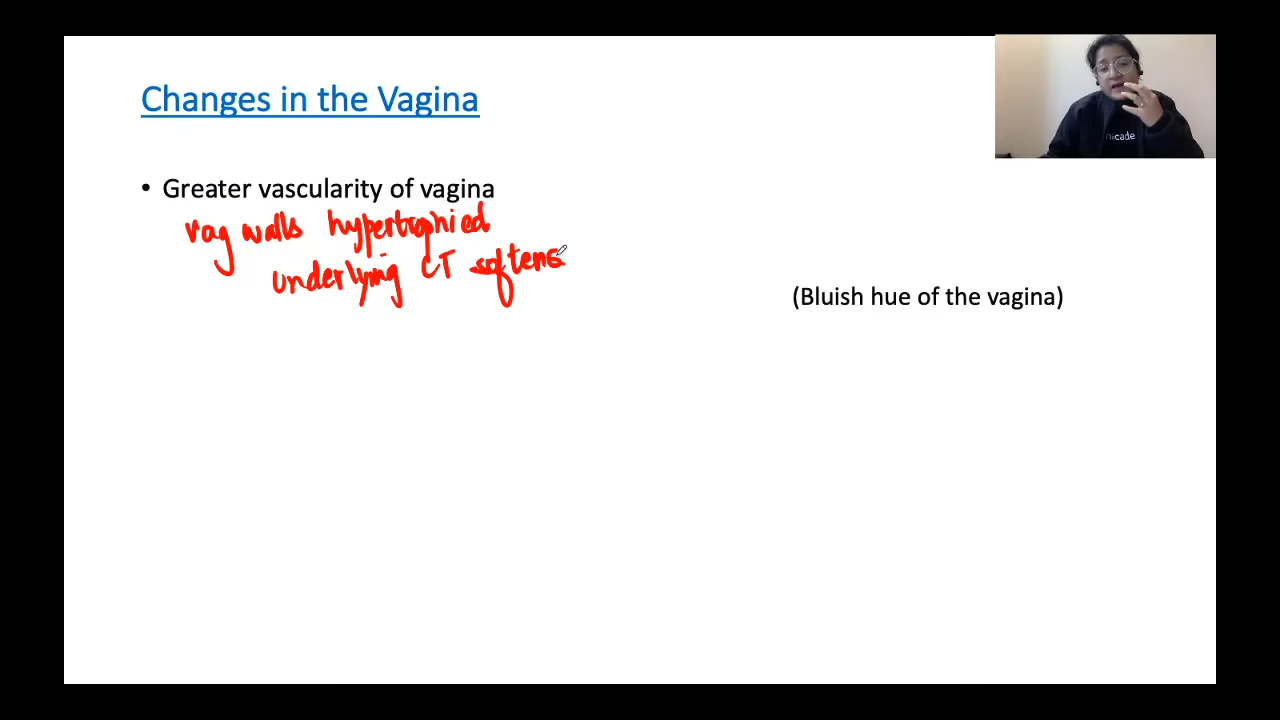 Changes in the Vagina
cade
• Greater vascularity of vagina
vag walls hypertrophied
underlying CT softens
(Bluish hue of the vagina)